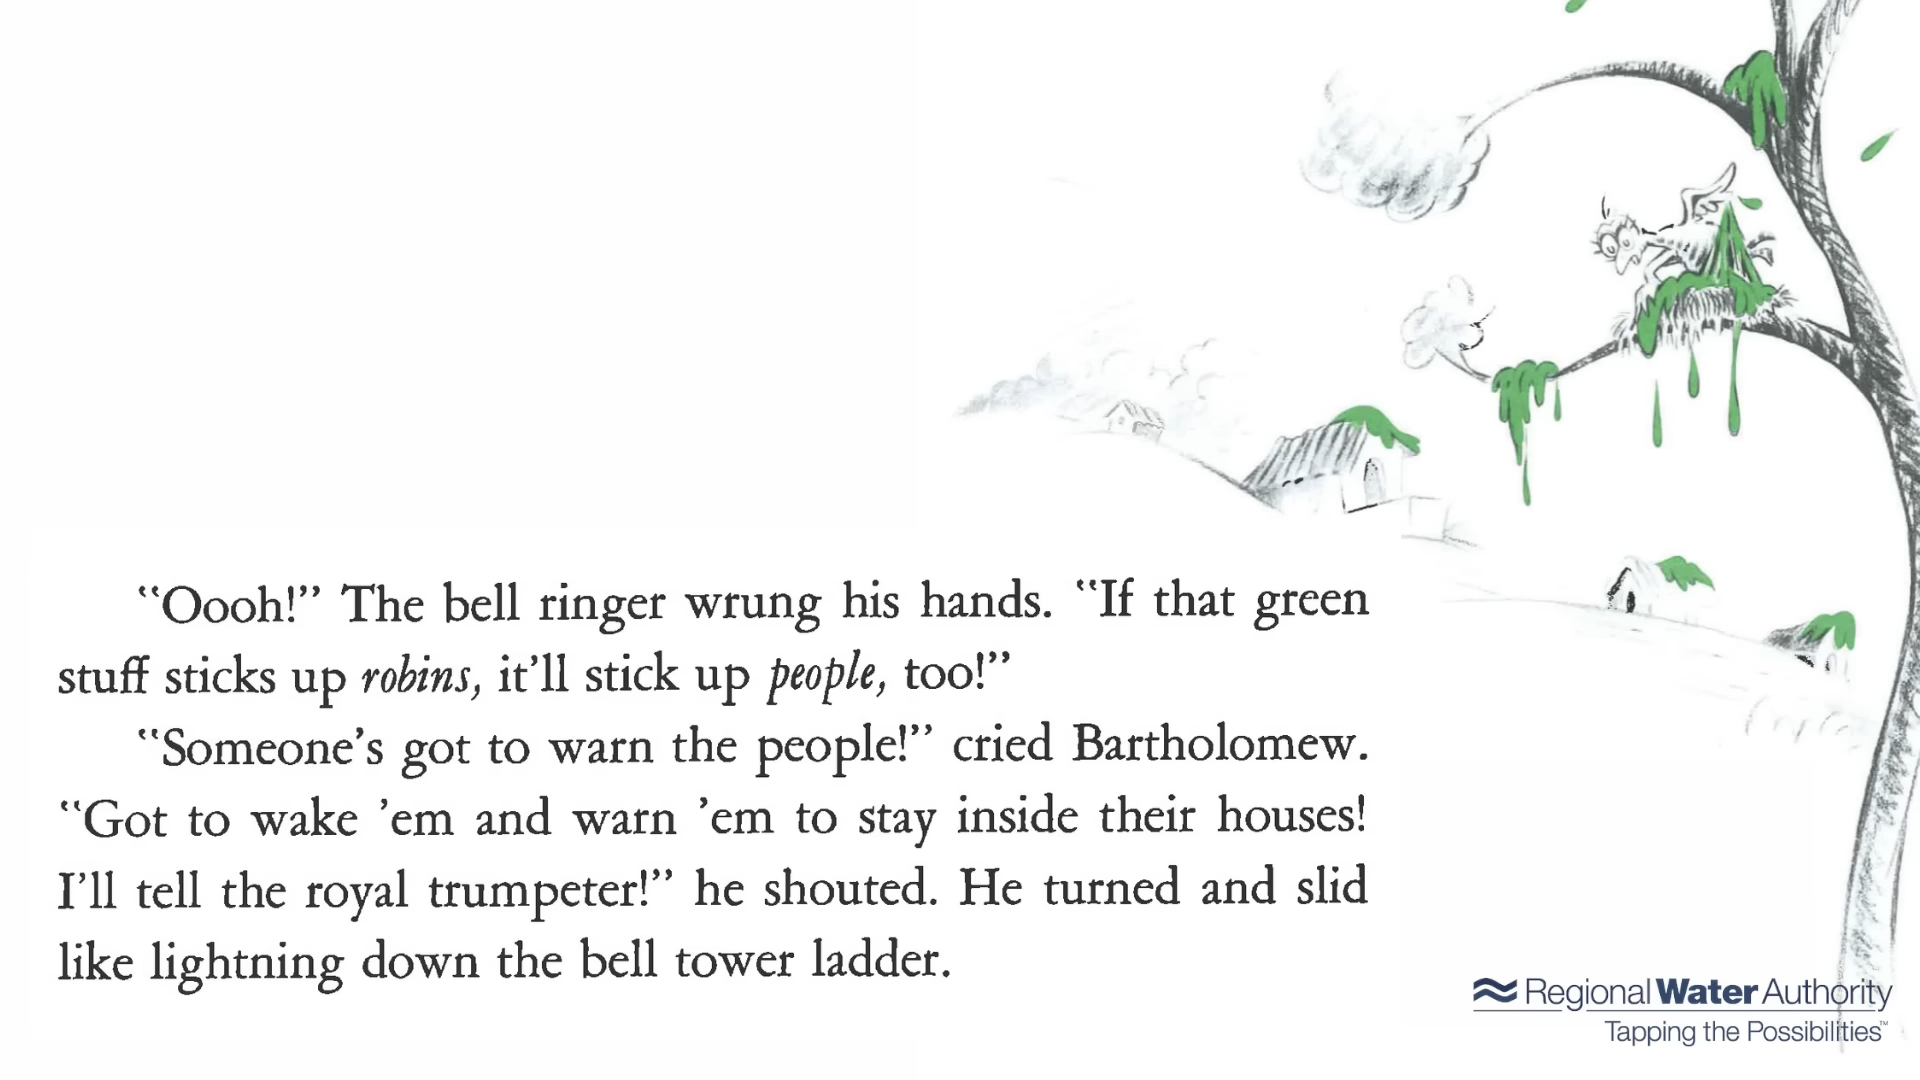 “Oooh!” The bell ringer wrung his hands. “If that green
stuff sticks up robins, it’ll stick up people, too!”
“Someone’s got to warn the people!” cried Bartholomew.
“Got to wake ’em and warn ’em to stay inside their houses!
I’ll tell the royal trumpeter!” he shouted. He turned and slid
like lightning down the bell tower ladder.
Regional Water Authority
Tapping the Possibilities™